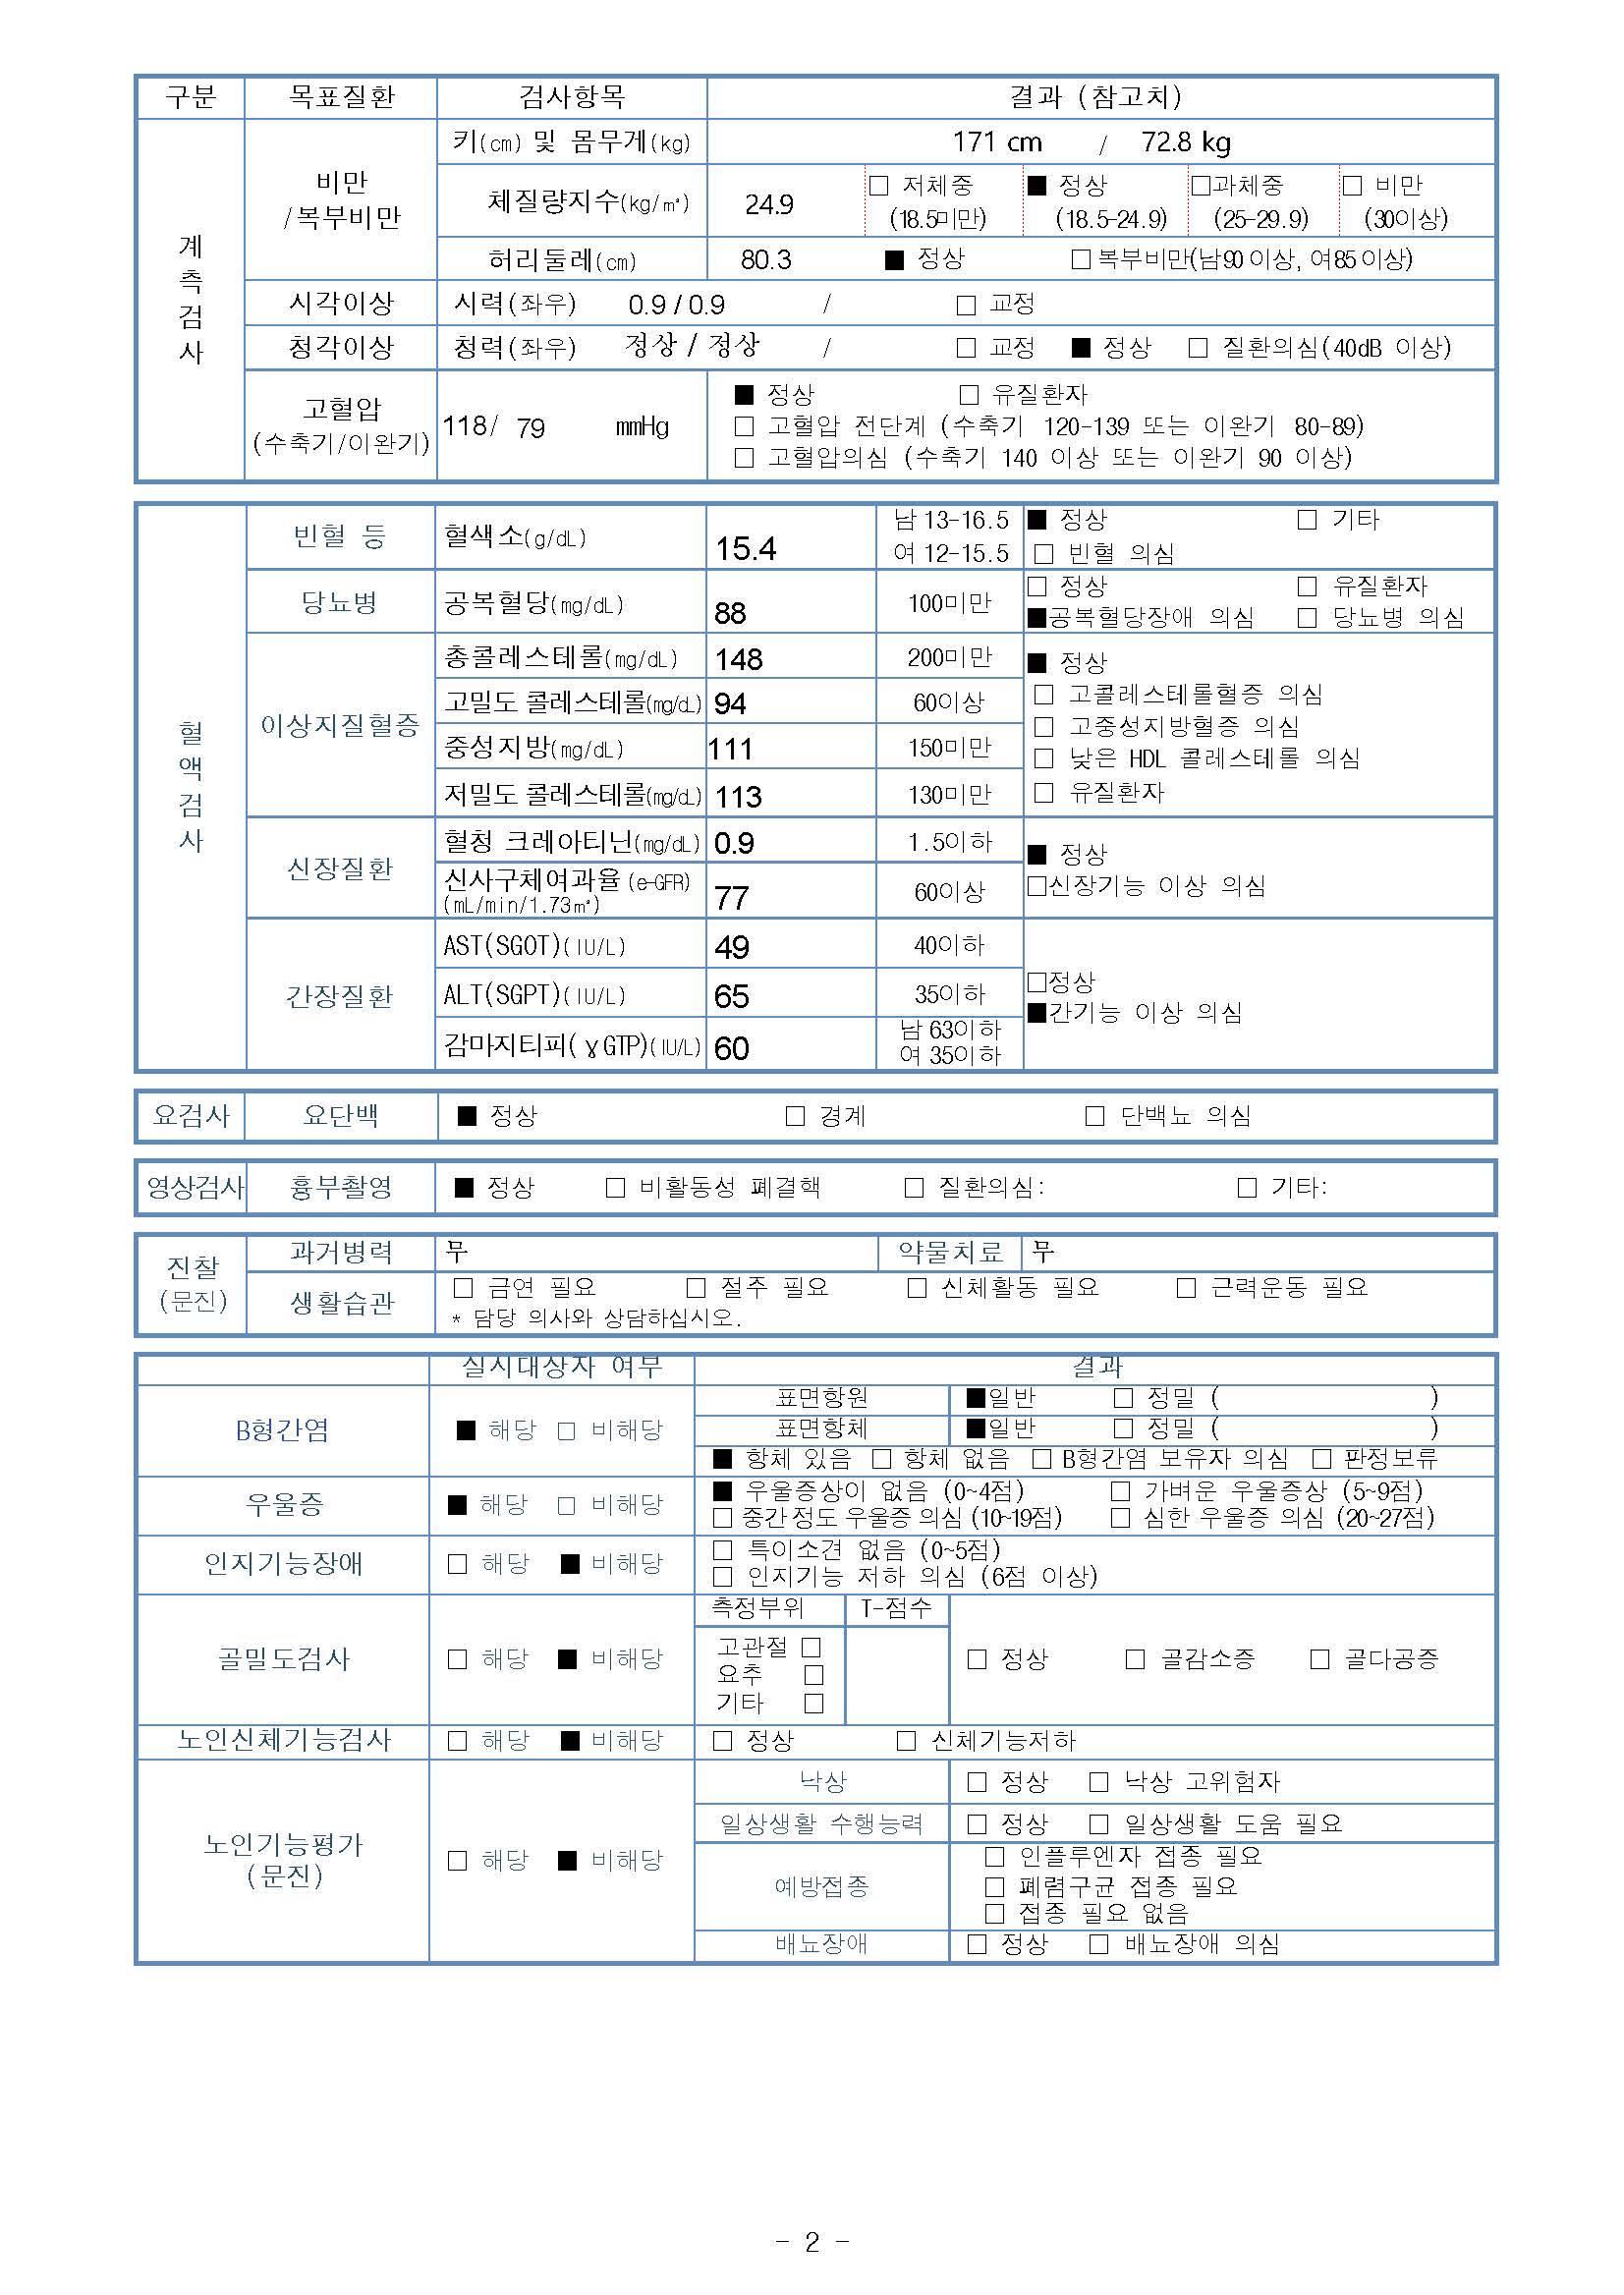 구분 목표질환 검사항목 결과 (참고치)
계측검사
비만
/복부비만
키(cm) 및 몸무게(kg) 171 cm / 72.8 kg
체질량지수(kg/㎡) 24.9 □ 저체중 ■ 정상 □과체중 □ 비만
(18.5미만) (18.5-24.9) (25-29.9) (30이상)
허리둘레(cm) 80.3 ■ 정상 □복부비만(남90이상, 여85이상)
시각이상 시력(좌우) 0.9 / 0.9 / □ 교정
청각이상 청력(좌우) 정상 / 정상 / □ 교정 ■ 정상 □ 질환의심(40dB 이상)
고혈압
(수축기/이완기)
118/ 79 mmHg
■ 정상 □ 유질환자
□ 고혈압 전단계 (수축기 120-139 또는 이완기 80-89)
□ 고혈압의심 (수축기 140 이상 또는 이완기 90 이상)
혈액검사
빈혈 등 혈색소(g/dL) 15.4
남 13-16.5 ■ 정상 □ 기타
여 12-15.5 □ 빈혈 의심
당뇨병 공복혈당(mg/dL) 88 100미만
□ 정상 □ 유질환자
■공복혈당장애 의심 □ 당뇨병 의심
이상지질혈증
총콜레스테롤(mg/dL) 148 200미만
고밀도 콜레스테롤(mg/dL) 94 60이상
중성지방(mg/dL) 111 150미만
저밀도 콜레스테롤(mg/dL) 113 130미만
■ 정상
□ 고콜레스테롤혈증 의심
□ 고중성지방혈증 의심
□ 낮은 HDL 콜레스테롤 의심
□ 유질환자
신장질환
혈청 크레아티닌(mg/dL) 0.9 1.5이하
신사구체여과율(e-GFR)
(mL/min/1.73㎡) 77 60이상
■ 정상
□신장기능 이상 의심
간장질환
AST(SGOT)(IU/L) 49 40이하
ALT(SGPT)(IU/L) 65 35이하
감마지티피(ɣGTP)(IU/L) 60 남 63이하
여 35이하
□정상
■간기능 이상 의심
요검사 요단백 ■ 정상 □ 경계 □ 단백뇨 의심
영상검사 흉부촬영 ■ 정상 □ 비활동성 폐결핵 □ 질환의심: □ 기타:
진찰
(문진)
과거병력 무 약물치료 무
생활습관 □ 금연 필요 □ 절주 필요 □ 신체활동 필요 □ 근력운동 필요
* 담당 의사와 상담하십시오.
실시대상자 여부 결과
B형간염 ■ 해당 □ 비해당
표면항원 ■일반 □ 정밀 ( )
표면항체 ■일반 □ 정밀 ( )
■ 항체 있음 □ 항체 없음 □ B형간염 보유자 의심 □ 판정보류
우울증 ■ 해당 □ 비해당
■ 우울증상이 없음 (0~4점) □ 가벼운 우울증상 (5~9점)
□ 중간 정도 우울증 의심 (10~19점) □ 심한 우울증 의심 (20~27점)
인지기능장애 □ 해당 ■ 비해당
□ 특이소견 없음 (0~5점)
□ 인지기능 저하 의심 (6점 이상)
골밀도검사 □ 해당 ■ 비해당
측정부위 T-점수
고관절 □
요추 □
기타 □
□ 정상 □ 골감소증 □ 골다공증
노인신체기능검사 □ 해당 ■ 비해당 □ 정상 □ 신체기능저하
노인기능평가
(문진)
□ 해당 ■ 비해당
낙상 □ 정상 □ 낙상 고위험자
일상생활 수행능력 □ 정상 □ 일상생활 도움 필요
예방접종
□ 인플루엔자 접종 필요
□ 폐렴구균 접종 필요
□ 접종 필요 없음
배뇨장애 □ 정상 □ 배뇨장애 의심
- 2 -